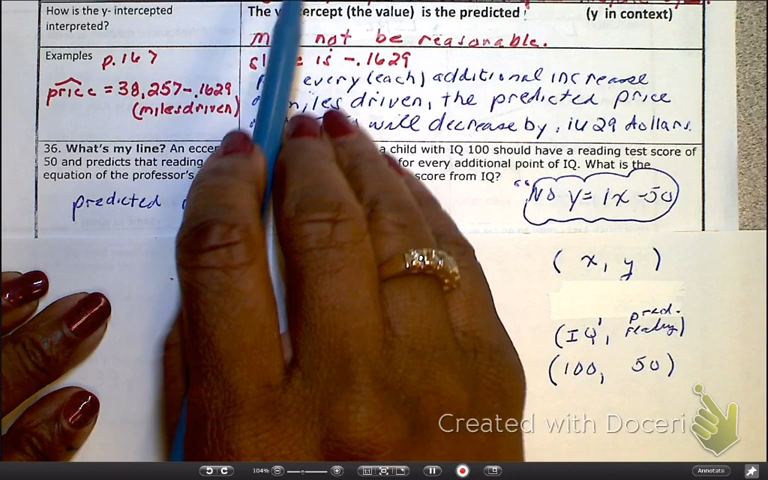 How is the y- intercepted
interpreted?
The y ercept (the value) is the predicted (y in context)
not be reasonable.
Examples p. 167
is -.1629
price = 38,257-.1629
(miles driven)
every (each) additional increase
miles driven, the predicted price
will decrease by .1629 dollars.
36. What's my line? An eccen a child with IQ 100 should have a reading test score of
50 and predicts that reading for every additional point of IQ. What is the
equation of the professor's score from IQ?
predicted
"No y = 1x -50
(x, y)
(IQ, pred. reading)
(100, 50)
Created with Doceri
104%
Annotate